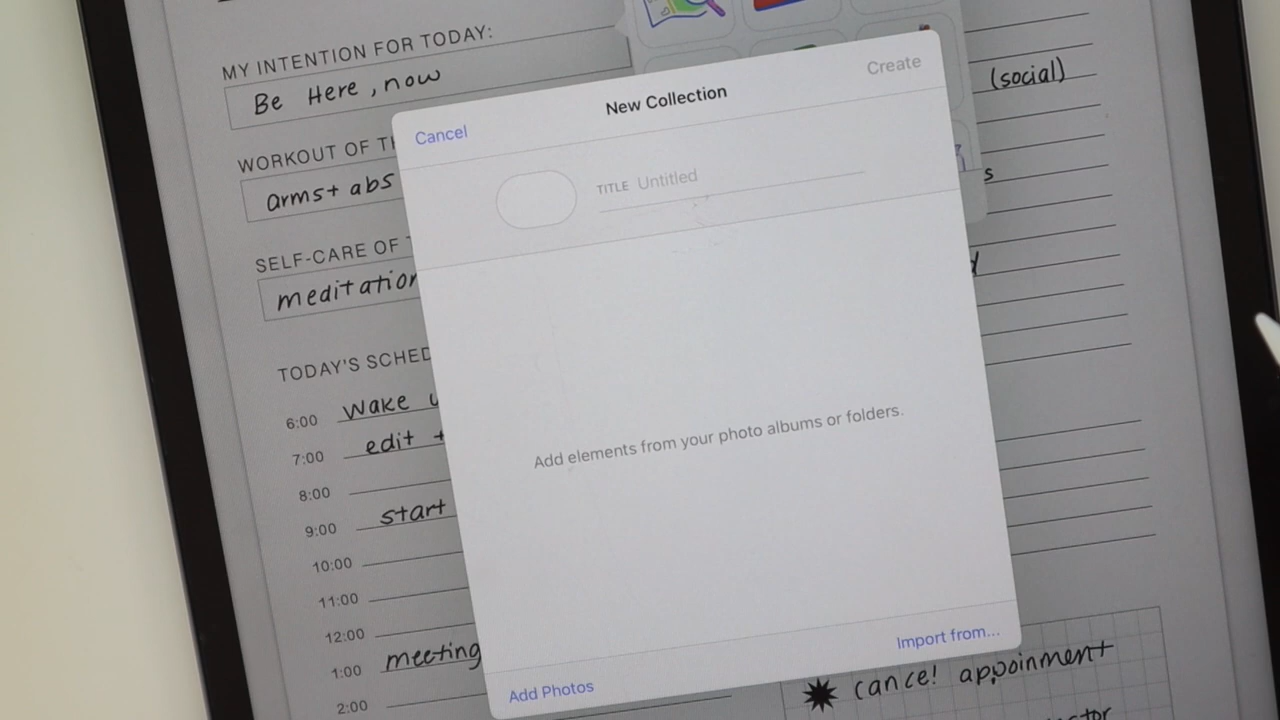 MY INTENTION FOR TODAY:
Be Here, now
WORKOUT OF
arms+ abs
SELF-CARE OF
meditation
TODAY'S SCHED
6:00 Wake
7:00 edit +
8:00
9:00 start
10:00
11:00
12:00
1:00 meeting
2:00
Cancel
New Collection
Create
TITLE Untitled
Add elements from your photo albums or folders.
Add Photos
Import from...
(social)
s
cancel appoinment